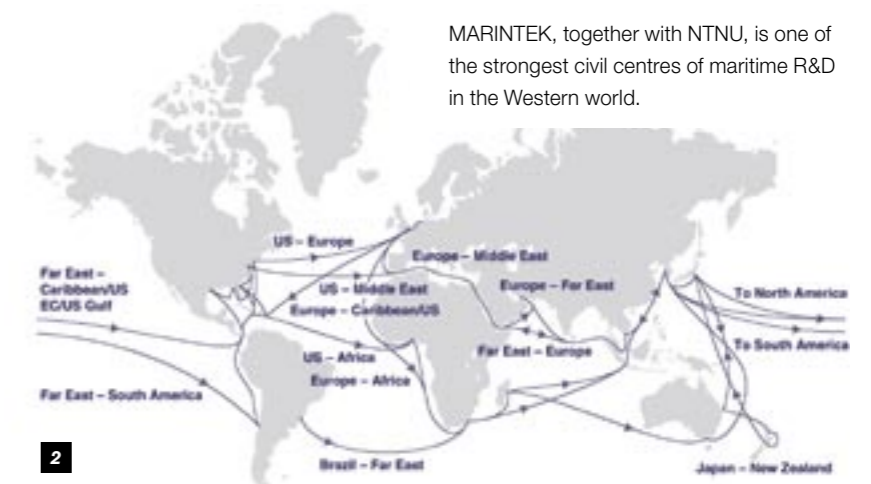 MARINTEK, together with NTNU, is one of
the strongest civil centres of maritime R&D
in the Western world.
US – Europe
Europe – Middle East
Far East –
Caribbean/US
EC/US Gulf
US – Middle East
Europe – Far East
Europe – Caribbean/US
To North America
US – Africa
Far East – Europe
To South America
Europe – Africa
Far East – South America
Brazil – Far East
Japan – New Zealand
2